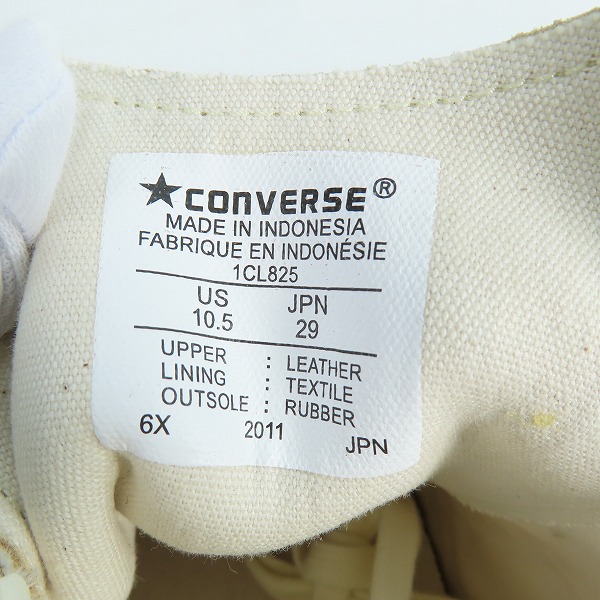 ★CONVERSE®
MADE IN INDONESIA
FABRIQUE EN INDONÉSIE
1CL825
US JPN
10.5 29
UPPER : LEATHER
LINING : TEXTILE
OUTSOLE : RUBBER
6X 2011 JPN